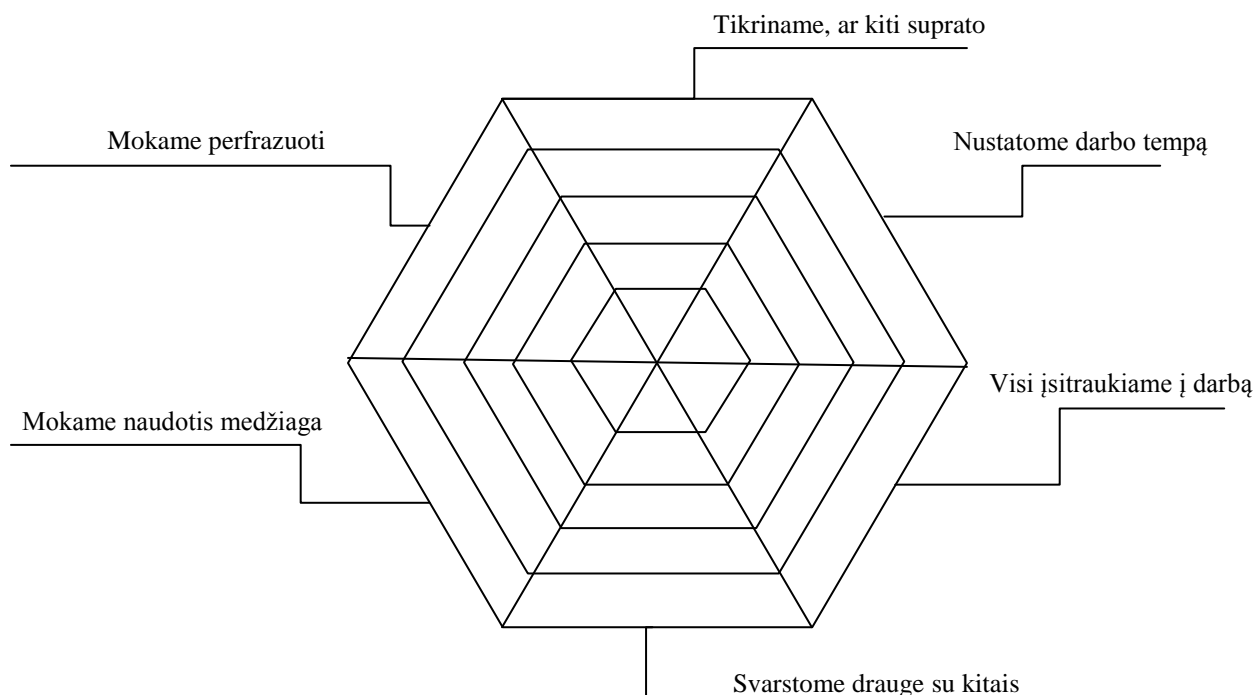 Tikriname, ar kiti suprato
Mokame perfrazuoti
Nustatome darbo tempą
Visi įsitraukiame į darbą
Mokame naudotis medžiaga
Svarstome drauge su kitais